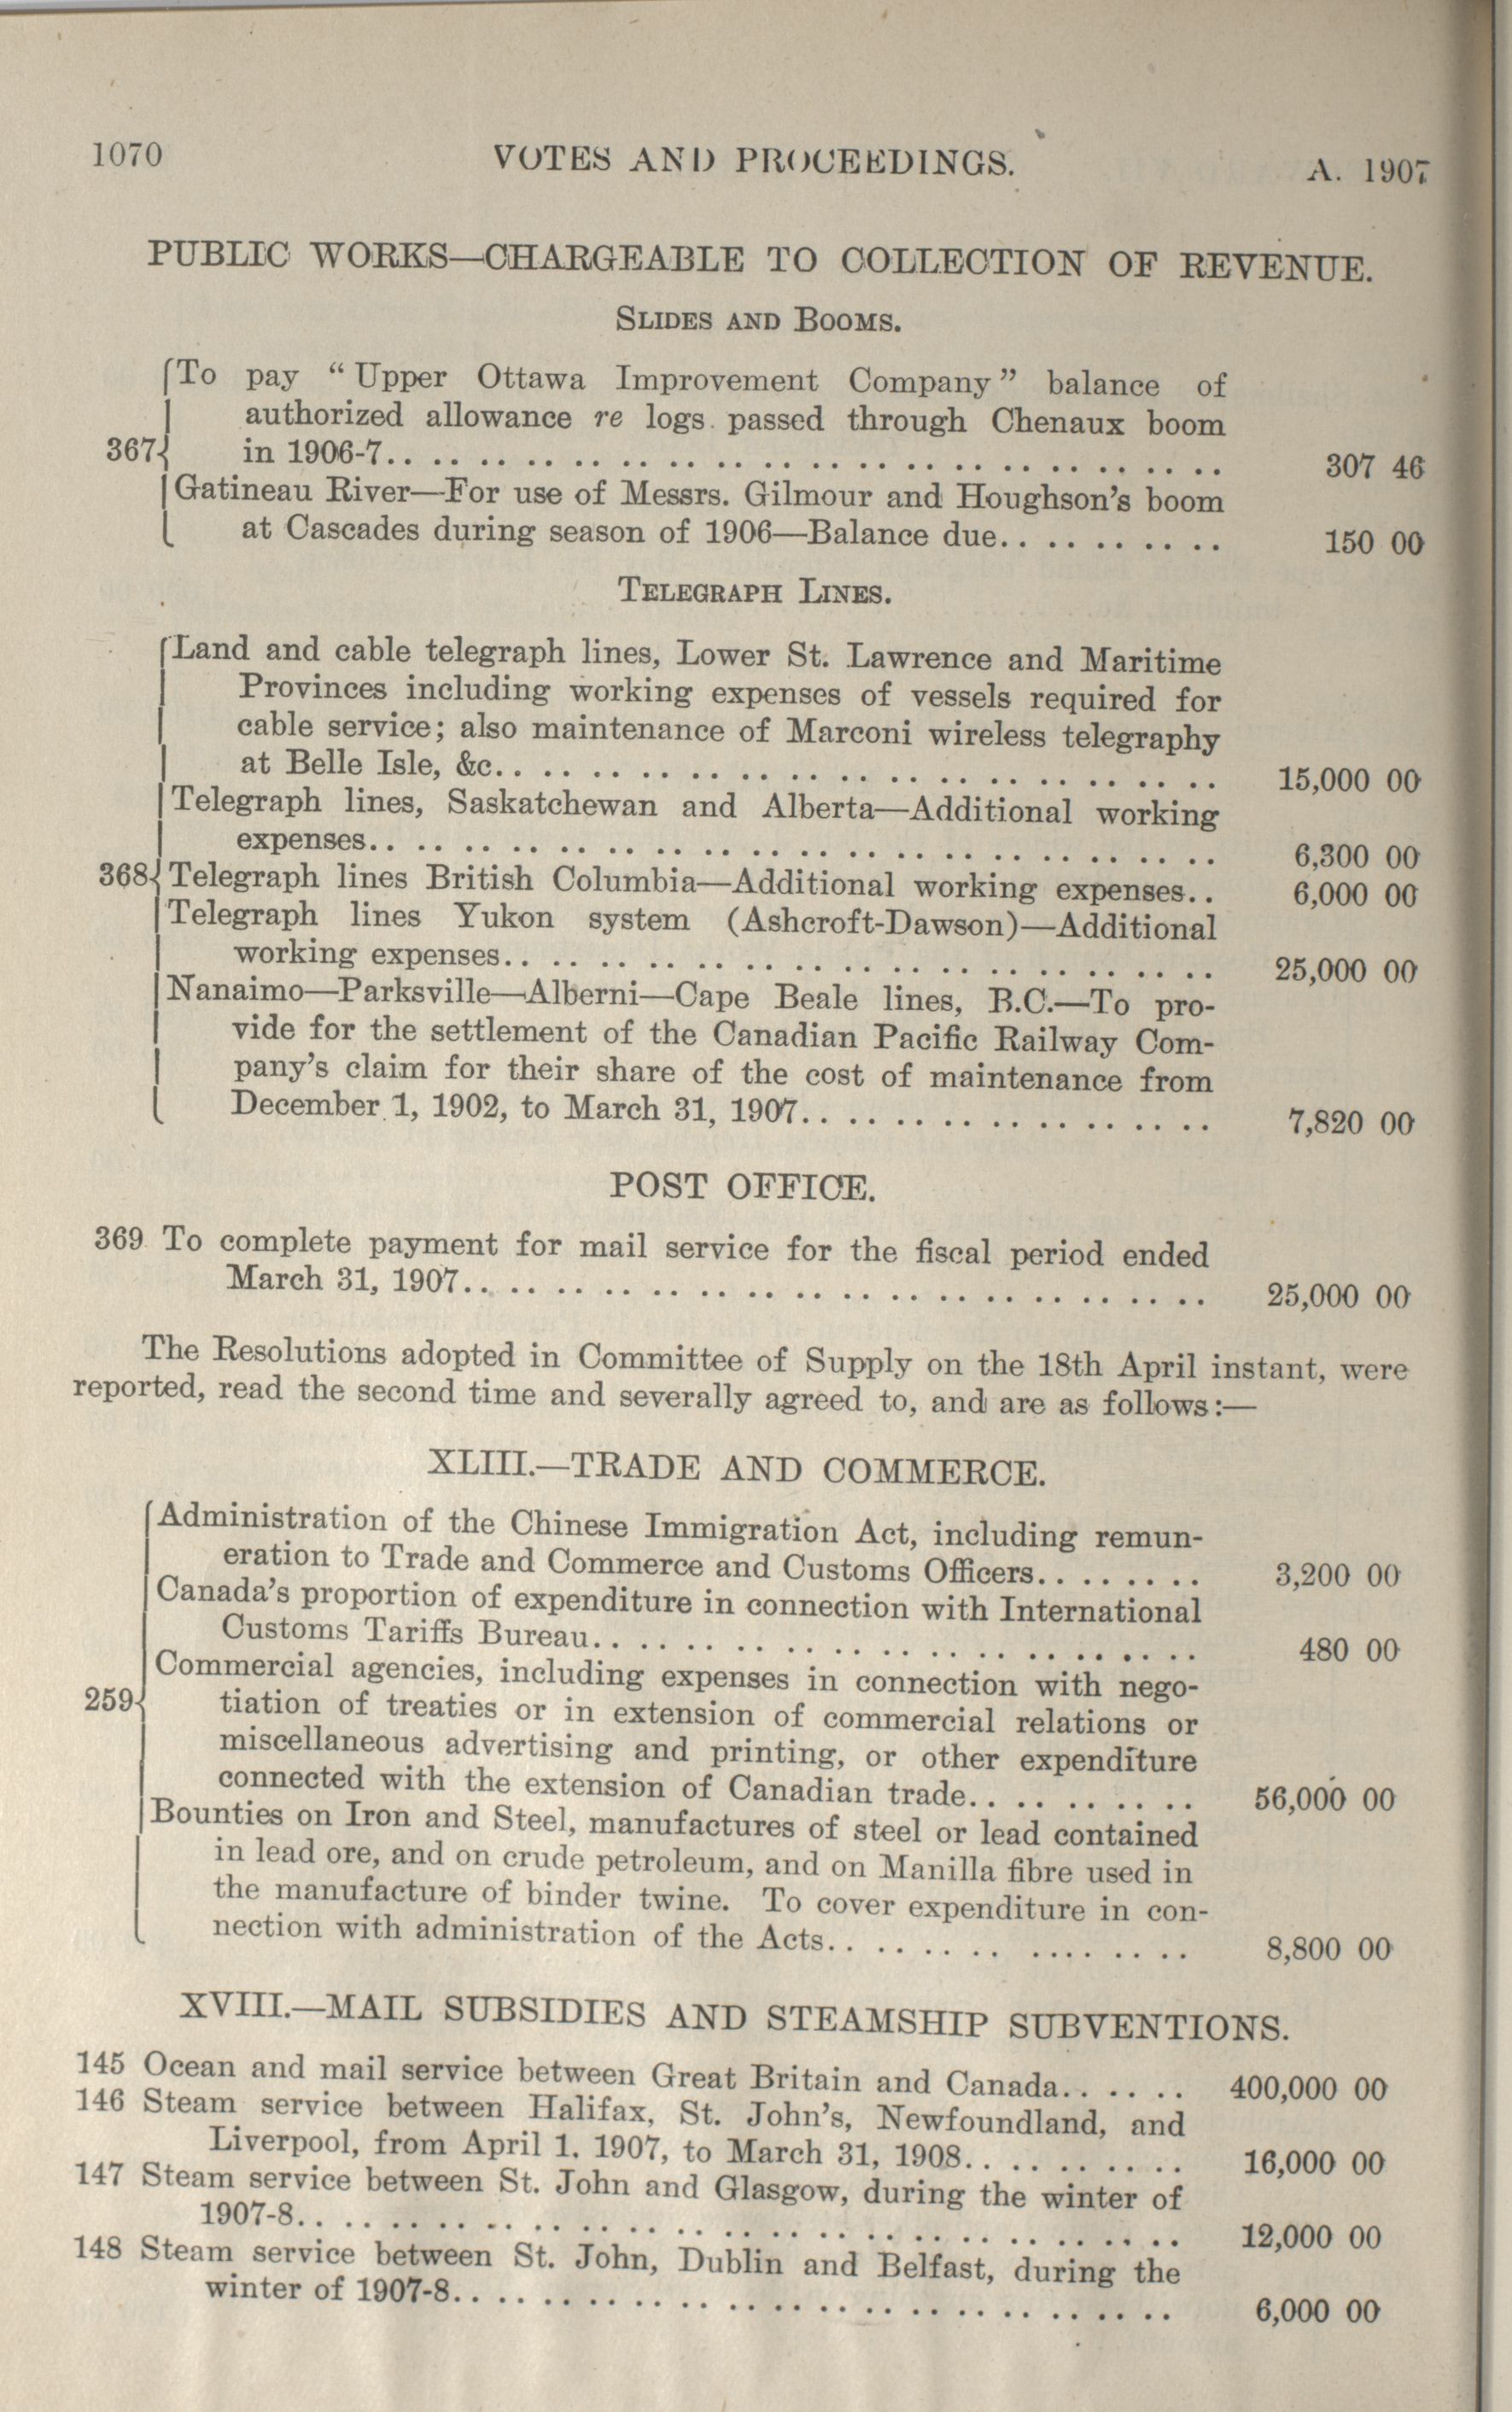 1070 VOTES AND PROCEEDINGS. A. 1907
PUBLIC WORKS—CHARGEABLE TO COLLECTION OF REVENUE.
SLIDES AND BOOMS.
To pay “Upper Ottawa Improvement Company” balance of
authorized allowance re logs passed through Chenaux boom
367 in 1906-7.. .. .. .. .. .. .. .. .. .. .. .. .. .. .. .. .. .. 307 46
Gatineau River—For use of Messrs. Gilmour and Houghson's boom
at Cascades during season of 1906—Balance due.. .. .. .. .. 150 00
TELEGRAPH LINES.
Land and cable telegraph lines, Lower St. Lawrence and Maritime
Provinces including working expenses of vessels required for
cable service; also maintenance of Marconi wireless telegraphy
at Belle Isle, &c.. .. .. .. .. .. .. .. .. .. .. .. .. .. .. 15,000 00
Telegraph lines, Saskatchewan and Alberta—Additional working
expenses.. .. .. .. .. .. .. .. .. .. .. .. .. .. .. .. .. .. 6,300 00
368 Telegraph lines British Columbia—Additional working expenses.. 6,000 00
Telegraph lines Yukon system (Ashcroft-Dawson)—Additional
working expenses.. .. .. .. .. .. .. .. .. .. .. .. .. .. .. 25,000 00
Nanaimo—Parksville—Alberni—Cape Beale lines, B.C.—To pro-
vide for the settlement of the Canadian Pacific Railway Com-
pany's claim for their share of the cost of maintenance from
December 1, 1902, to March 31, 1907.. .. .. .. .. .. .. .. .. 7,820 00
POST OFFICE.
369 To complete payment for mail service for the fiscal period ended
March 31, 1907.. .. .. .. .. .. .. .. .. .. .. .. .. .. .. .. 25,000 00
The Resolutions adopted in Committee of Supply on the 18th April instant, were
reported, read the second time and severally agreed to, and are as follows:—
XLIII.—TRADE AND COMMERCE.
Administration of the Chinese Immigration Act, including remun-
eration to Trade and Commerce and Customs Officers.. .. .. .. 3,200 00
Canada's proportion of expenditure in connection with International
Customs Tariffs Bureau.. .. .. .. .. .. .. .. .. .. .. .. .. 480 00
Commercial agencies, including expenses in connection with nego-
259 tiation of treaties or in extension of commercial relations or
miscellaneous advertising and printing, or other expenditure
connected with the extension of Canadian trade.. .. .. .. .. 56,000 00
Bounties on Iron and Steel, manufactures of steel or lead contained
in lead ore, and on crude petroleum, and on Manilla fibre used in
the manufacture of binder twine. To cover expenditure in con-
nection with administration of the Acts.. .. .. .. .. .. .. .. 8,800 00
XVIII.—MAIL SUBSIDIES AND STEAMSHIP SUBVENTIONS.
145 Ocean and mail service between Great Britain and Canada.. .. .. 400,000 00
146 Steam service between Halifax, St. John's, Newfoundland, and
Liverpool, from April 1. 1907, to March 31, 1908.. .. .. .. .. 16,000 00
147 Steam service between St. John and Glasgow, during the winter of
1907-8.. .. .. .. .. .. .. .. .. .. .. .. .. .. .. .. .. .. .. 12,000 00
148 Steam service between St. John, Dublin and Belfast, during the
winter of 1907-8.. .. .. .. .. .. .. .. .. .. .. .. .. .. .. .. 6,000 00